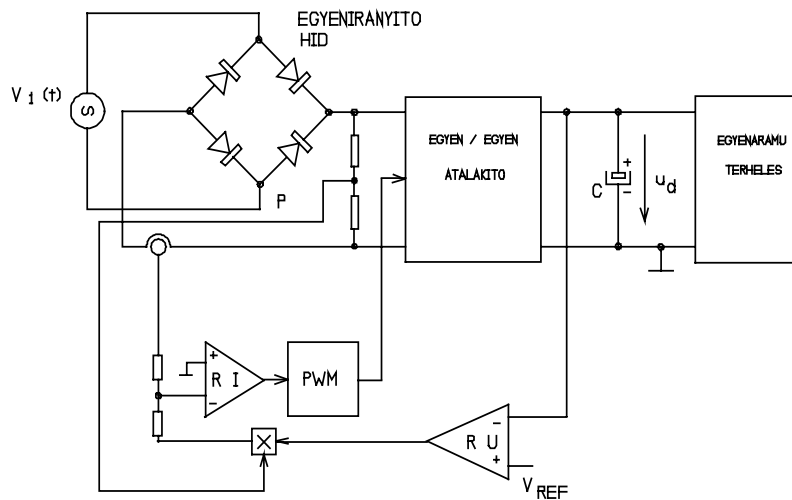 EGYENIRANYITO
HID
V 1 (t)
S
P
EGYEN / EGYEN
ATALAKITO
+
C
-
u d
EGYENARAMU
TERHELES
+
R I
-
PWM
X
-
R U
+
V REF